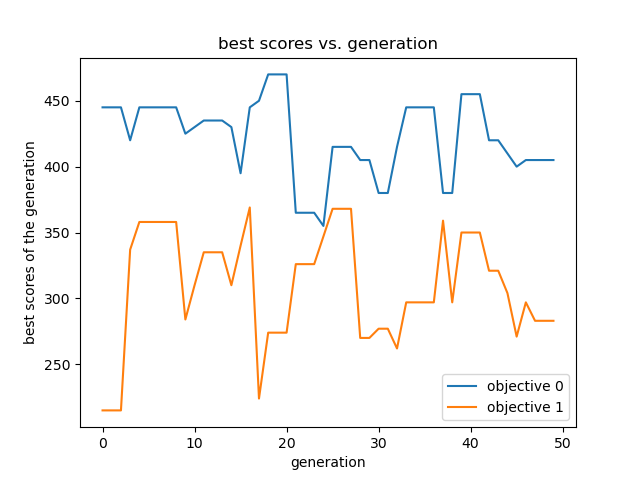 best scores vs. generation
best scores of the generation
450
400
350
300
250
0 10 20 30 40 50
generation
objective 0
objective 1